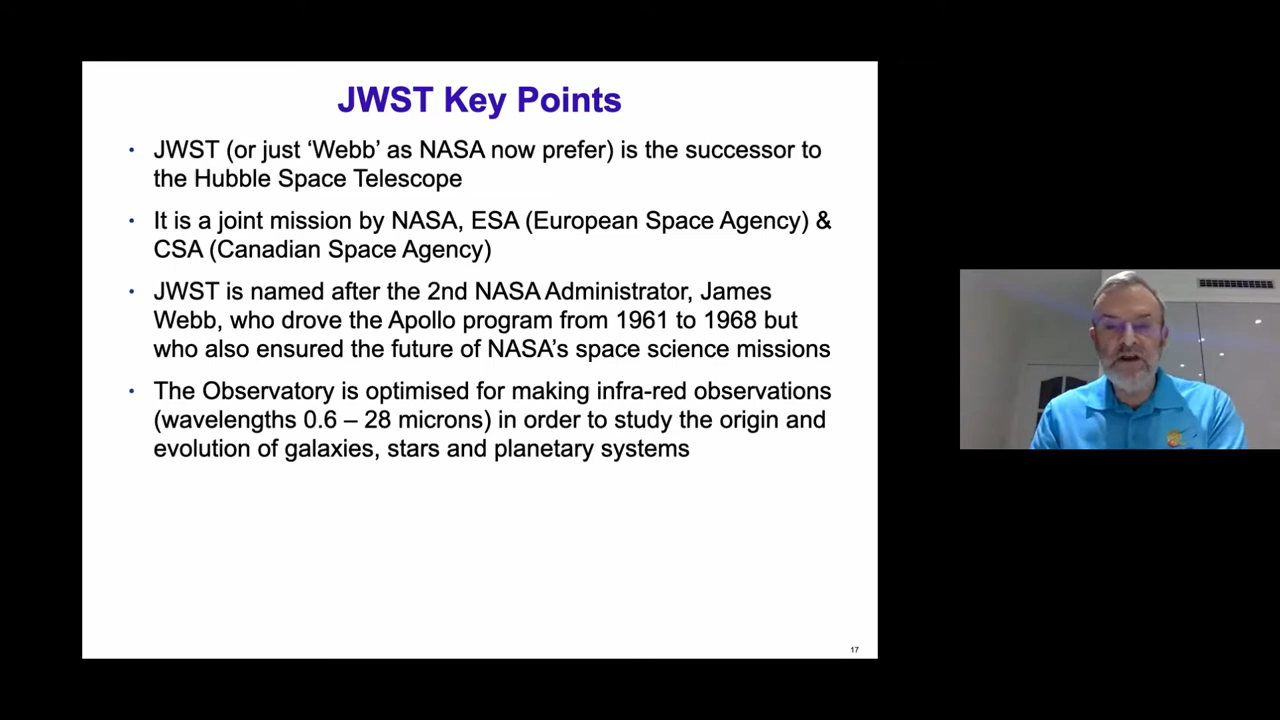 JWST Key Points
• JWST (or just ‘Webb’ as NASA now prefer) is the successor to
the Hubble Space Telescope
• It is a joint mission by NASA, ESA (European Space Agency) &
CSA (Canadian Space Agency)
• JWST is named after the 2nd NASA Administrator, James
Webb, who drove the Apollo program from 1961 to 1968 but
who also ensured the future of NASA’s space science missions
• The Observatory is optimised for making infra-red observations
(wavelengths 0.6 – 28 microns) in order to study the origin and
evolution of galaxies, stars and planetary systems
17